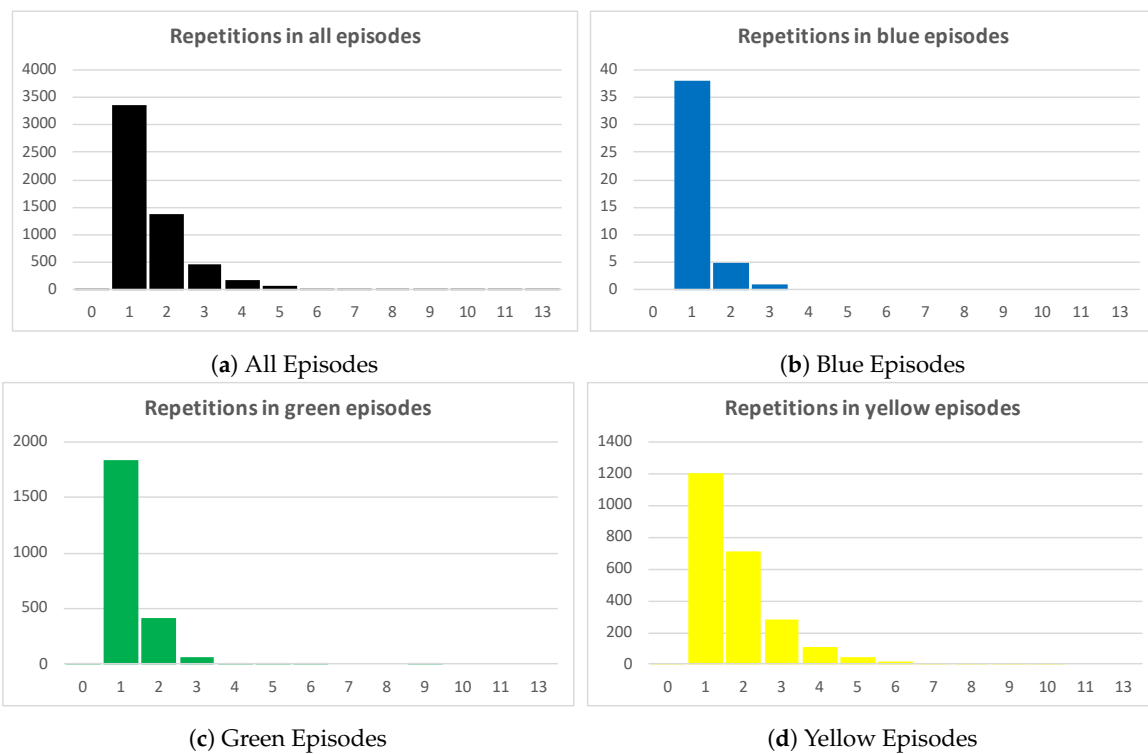 Repetitions in all episodes
4000
3500
3000
2500
2000
1500
1000
500
0
0 1 2 3 4 5 6 7 8 9 10 11 13
(a) All Episodes
Repetitions in blue episodes
40
35
30
25
20
15
10
5
0
0 1 2 3 4 5 6 7 8 9 10 11 13
(b) Blue Episodes
Repetitions in green episodes
2000
1500
1000
500
0
0 1 2 3 4 5 6 7 8 9 10 11 13
(c) Green Episodes
Repetitions in yellow episodes
1400
1200
1000
800
600
400
200
0
0 1 2 3 4 5 6 7 8 9 10 11 13
(d) Yellow Episodes